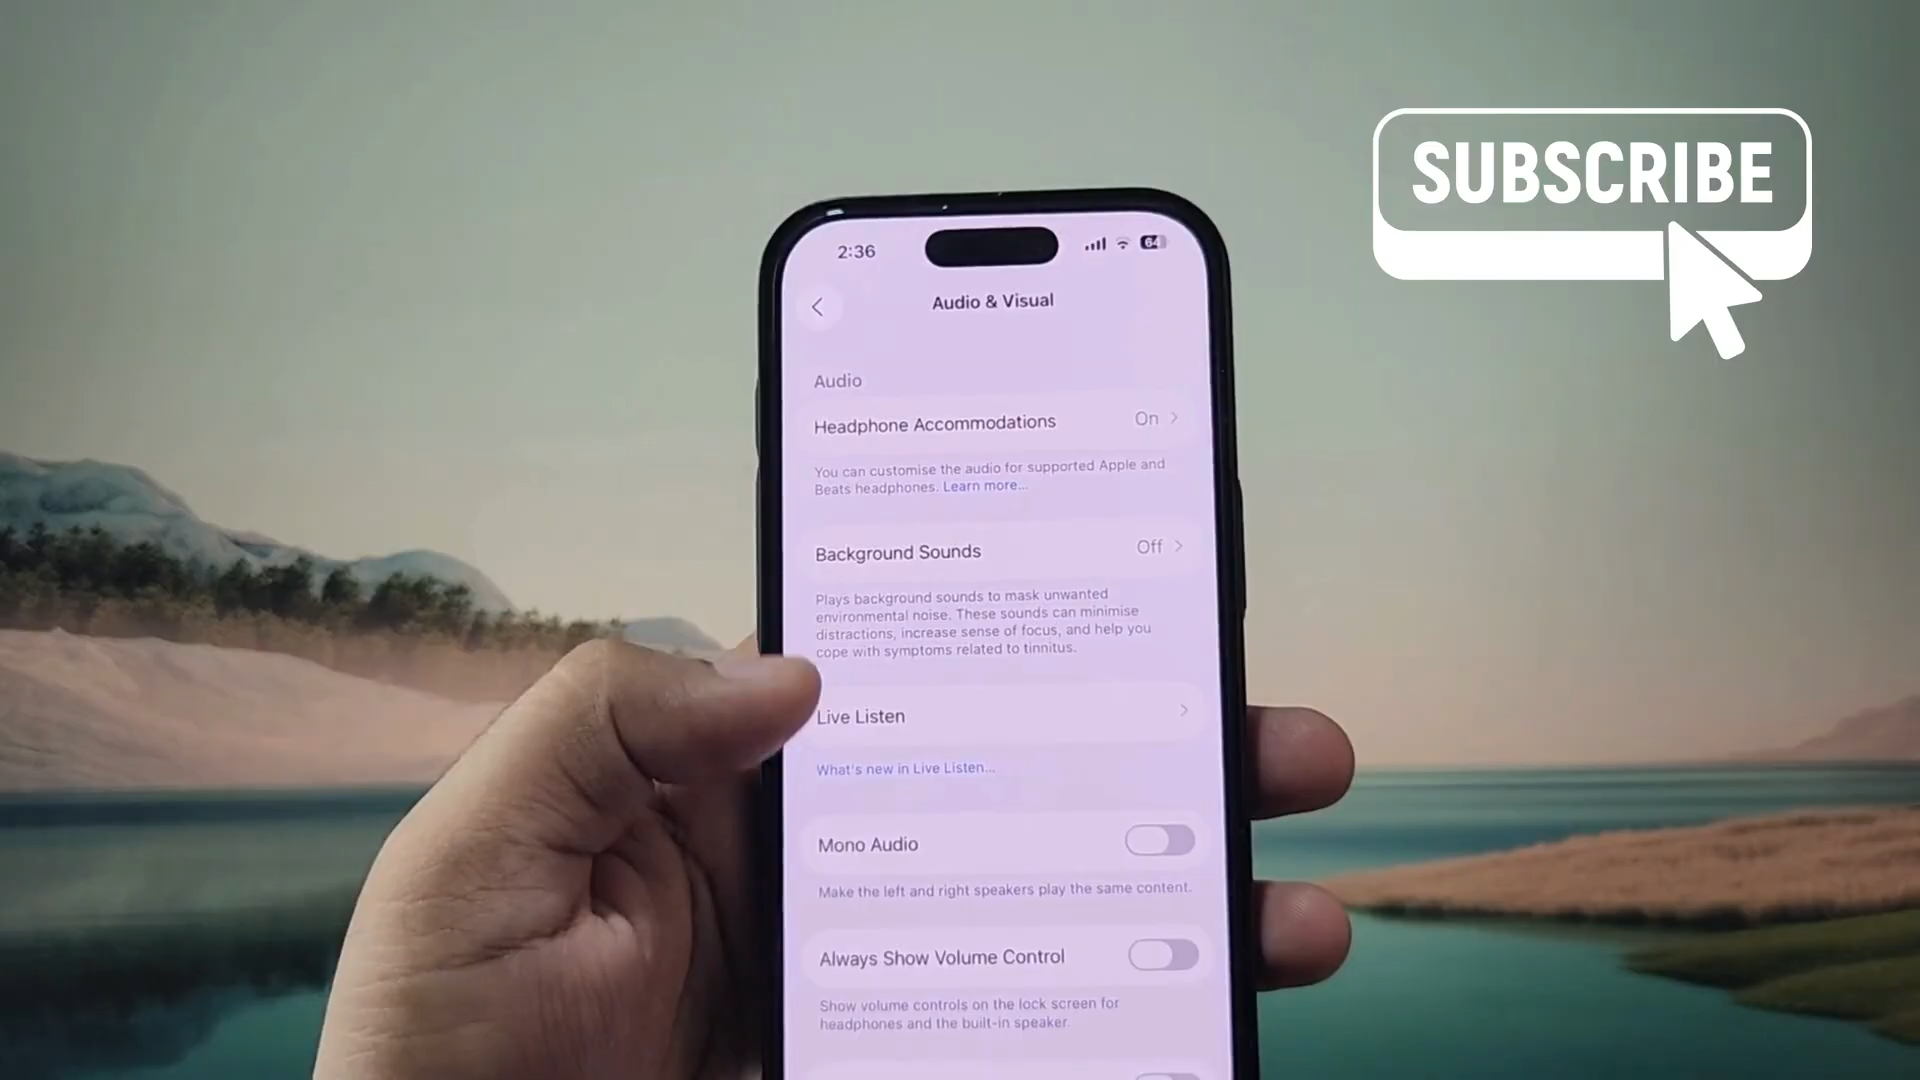 SUBSCRIBE
2:36
64
Audio & Visual
Audio
Headphone Accommodations On
You can customise the audio for supported Apple and
Beats headphones. Learn more...
Background Sounds Off
Plays background sounds to mask unwanted
environmental noise. These sounds can minimise
distractions, increase sense of focus, and help you
cope with symptoms related to tinnitus.
Live Listen
What's new in Live Listen...
Mono Audio
Make the left and right speakers play the same content.
Always Show Volume Control
Show volume controls on the lock screen for
headphones and the built-in speaker.